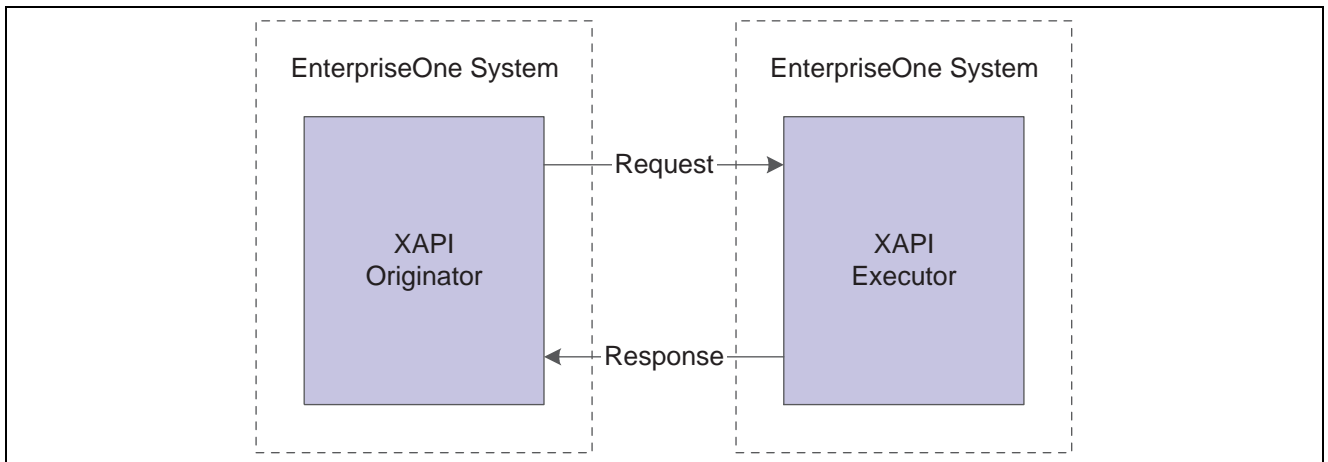 EnterpriseOne System
EnterpriseOne System
Request
XAPI
Originator
XAPI
Executor
Response